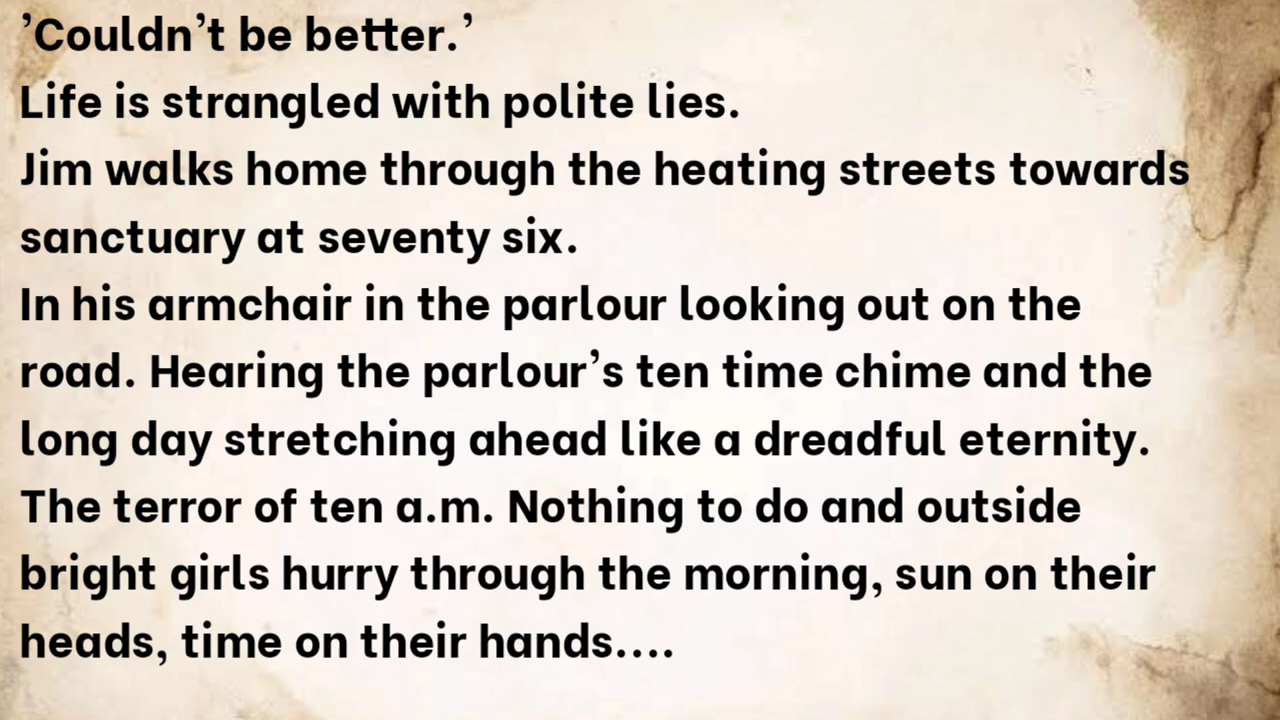 ’Couldn’t be better.’
Life is strangled with polite lies.
Jim walks home through the heating streets towards
sanctuary at seventy six.
In his armchair in the parlour looking out on the
road. Hearing the parlour’s ten time chime and the
long day stretching ahead like a dreadful eternity.
The terror of ten a.m. Nothing to do and outside
bright girls hurry through the morning, sun on their
heads, time on their hands....